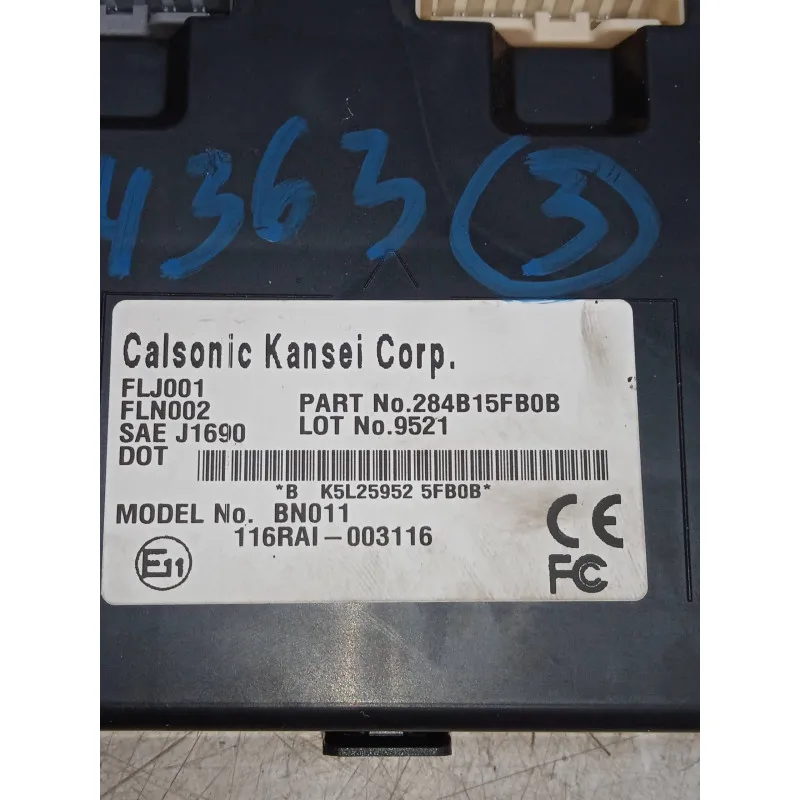 4363 3
Calsonic Kansei Corp.
FLJ001
FLN002
SAE J1690
DOT
PART No.284B15FB0B
LOT No.9521
*B K5L25952 5FB0B*
MODEL No. BN011
116RAI-003116
E11
CE
FC